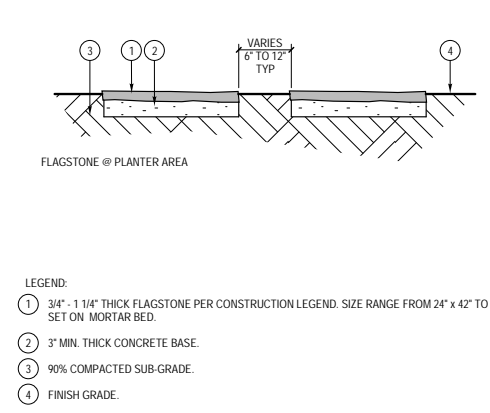 3
1
2
VARIES
6" TO 12"
TYP
4
FLAGSTONE @ PLANTER AREA
LEGEND:
1 3/4" - 1 1/4" THICK FLAGSTONE PER CONSTRUCTION LEGEND. SIZE RANGE FROM 24" x 42" TO
SET ON MORTAR BED.
2 3" MIN. THICK CONCRETE BASE.
3 90% COMPACTED SUB-GRADE.
4 FINISH GRADE.